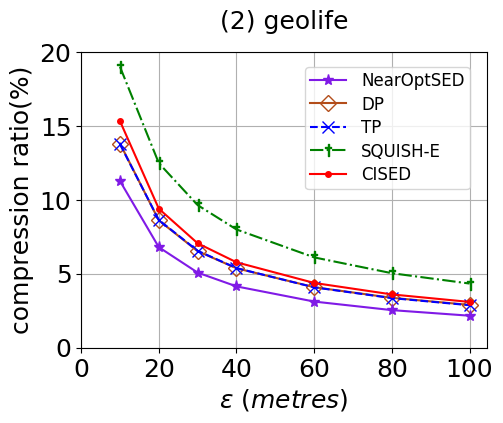 (2) geolife
compression ratio(%)
20
15
10
5
0
NearOptSED
DP
TP
SQUISH-E
CISED
0 20 40 60 80 100
ε (metres)